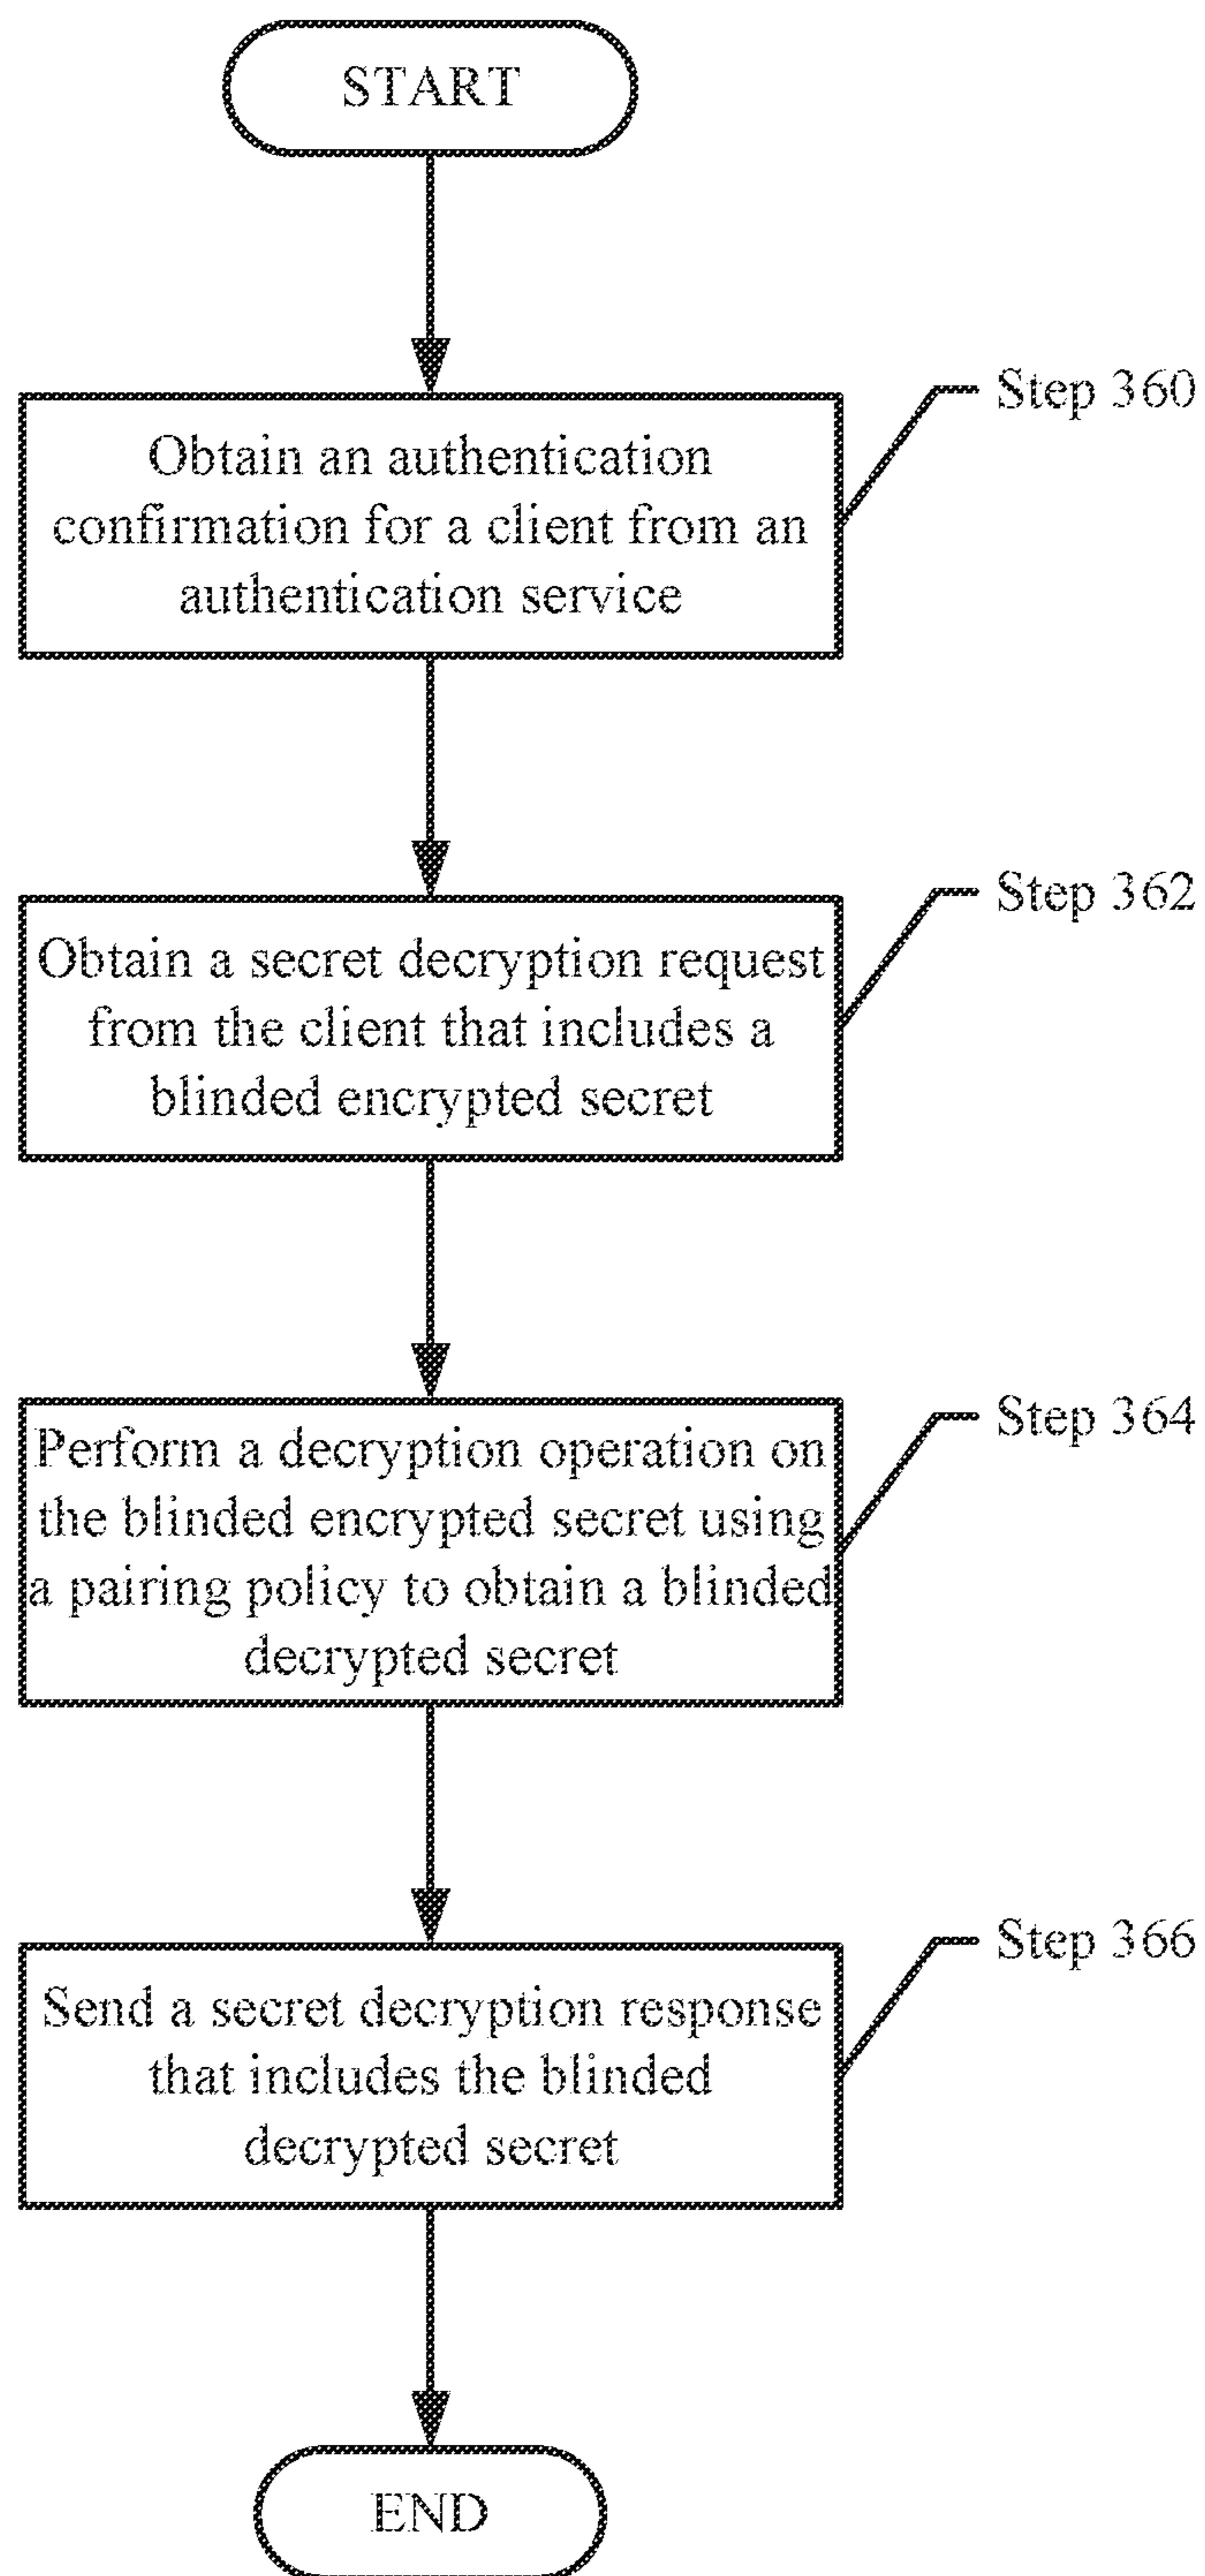 START
Step 360
Obtain an authentication
confirmation for a client from an
authentication service
Step 362
Obtain a secret decryption request
from the client that includes a
blinded encrypted secret
Step 364
Perform a decryption operation on
the blinded encrypted secret using
a pairing policy to obtain a blinded
decrypted secret
Step 366
Send a secret decryption response
that includes the blinded
decrypted secret
END